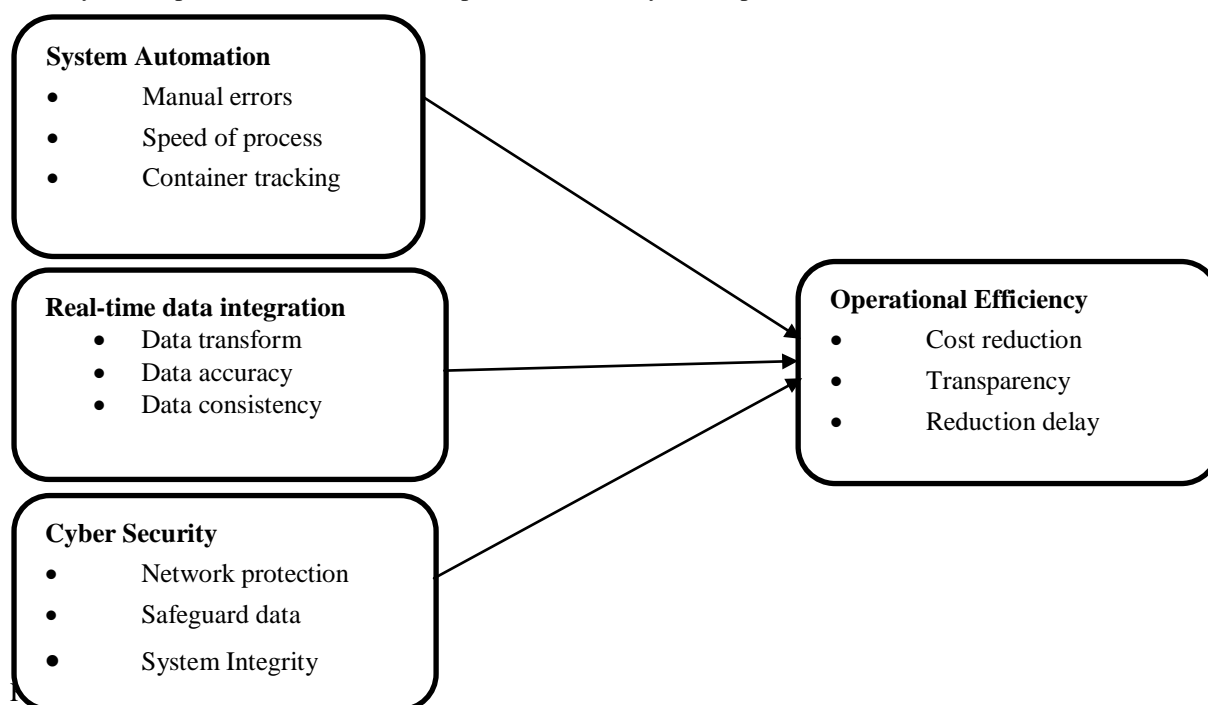 System Automation
• Manual errors
• Speed of process
• Container tracking
Real-time data integration
• Data transform
• Data accuracy
• Data consistency
Operational Efficiency
• Cost reduction
• Transparency
• Reduction delay
Cyber Security
• Network protection
• Safeguard data
• System Integrity